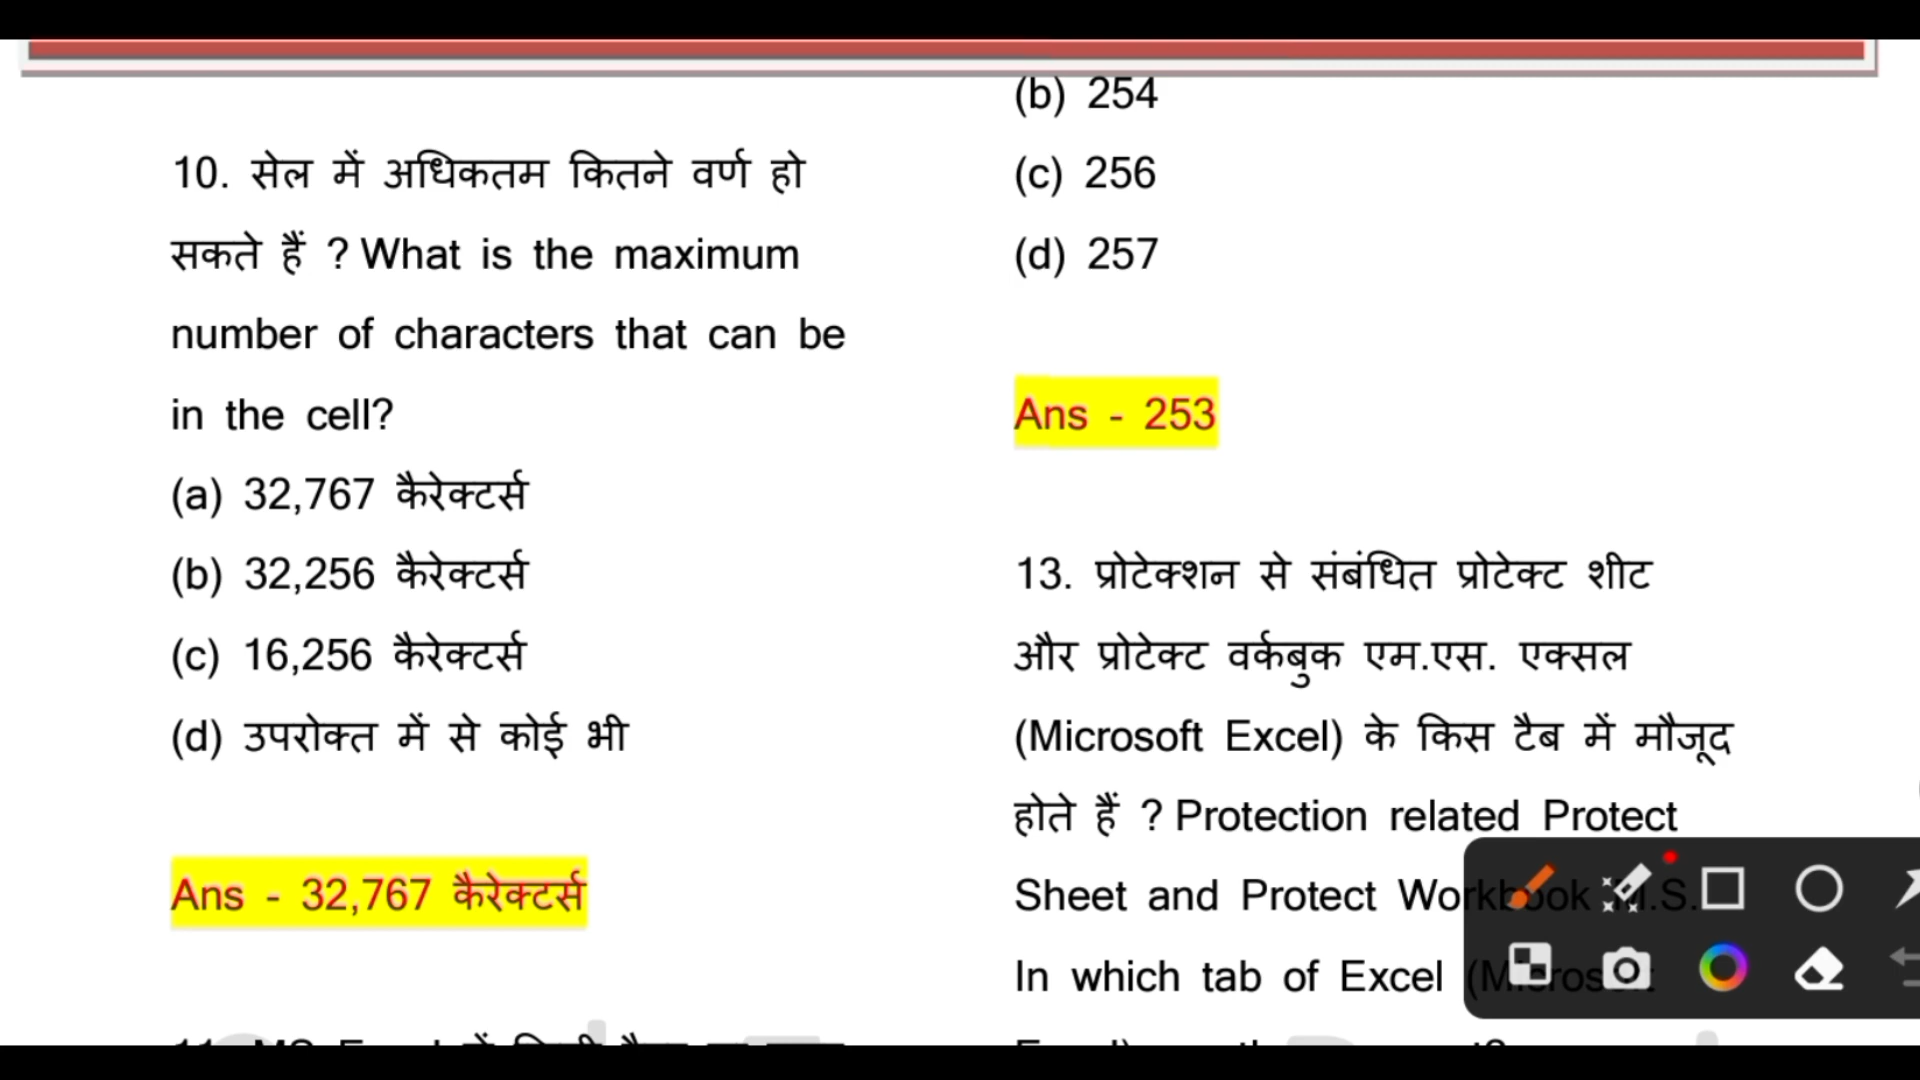 10. सेल में अधिकतम कितने वर्ण हो
सकते हैं ? What is the maximum
number of characters that can be
in the cell?
(a) 32,767 कैरेक्टर्स
(b) 32,256 कैरेक्टर्स
(c) 16,256 कैरेक्टर्स
(d) उपरोक्त में से कोई भी
Ans - 32,767 कैरेक्टर्स
(b) 254
(c) 256
(d) 257
Ans - 253
13. प्रोटेक्शन से संबंधित प्रोटेक्ट शीट
और प्रोटेक्ट वर्कबुक एम.एस. एक्सल
(Microsoft Excel) के किस टैब में मौजूद
होते हैं ? Protection related Protect
Sheet and Protect Workbook M.S.
In which tab of Excel (Microsoft